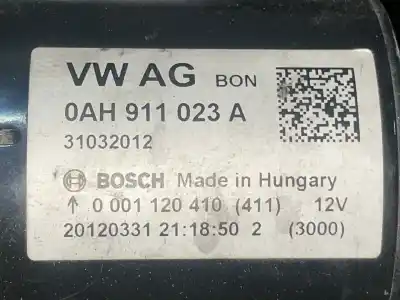 VW AG BON
0AH 911 023 A
31032012
BOSCH Made in Hungary
↑ 0 001 120 410 (411) 12V
20120331 21:18:50 2 (3000)